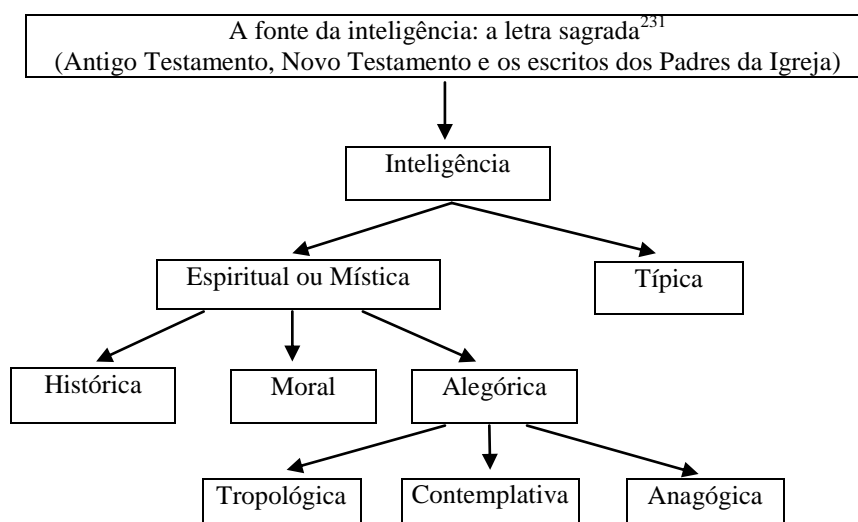 A fonte da inteligência: a letra sagrada231
(Antigo Testamento, Novo Testamento e os escritos dos Padres da Igreja)
Inteligência
Espiritual ou Mística
Típica
Histórica
Moral
Alegórica
Tropológica
Contemplativa
Anagógica